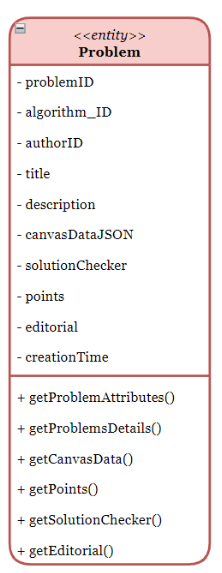 <<entity>>
Problem
- problemID
- algorithm_ID
- authorID
- title
- description
- canvasDataJSON
- solutionChecker
- points
- editorial
- creationTime
+ getProblemAttributes()
+ getProblemsDetails()
+ getCanvasData()
+ getPoints()
+ getSolutionChecker()
+ getEditorial()